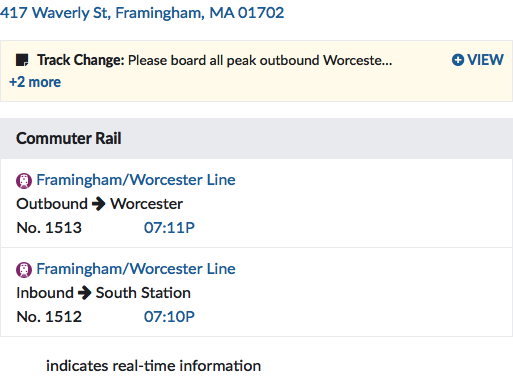 417 Waverly St, Framingham, MA 01702
Track Change: Please board all peak outbound Worceste... VIEW
+2 more
Commuter Rail
Framingham/Worcester Line
Outbound → Worcester
No. 1513 07:11P
Framingham/Worcester Line
Inbound → South Station
No. 1512 07:10P
indicates real-time information